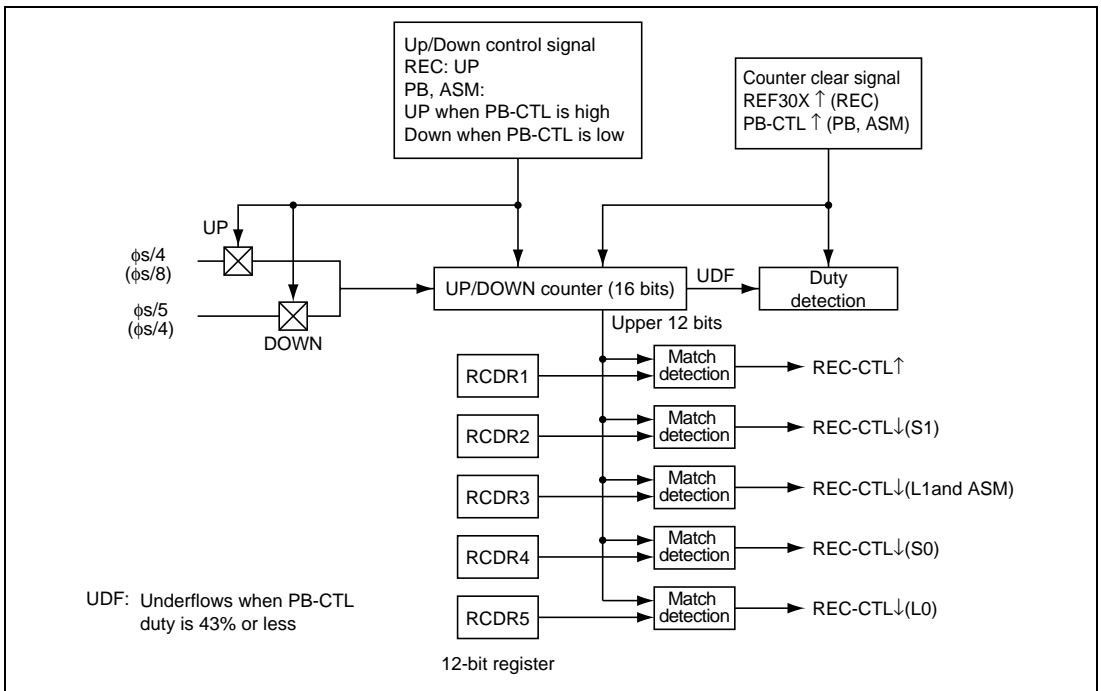 Up/Down control signal
REC: UP
PB, ASM:
UP when PB-CTL is high
Down when PB-CTL is low
Counter clear signal
REF30X ↑ (REC)
PB-CTL ↑ (PB, ASM)
UP
ϕs/4
(ϕs/8)
ϕs/5
(ϕs/4)
DOWN
UP/DOWN counter (16 bits)
UDF
Duty
detection
Upper 12 bits
RCDR1
Match
detection
REC-CTL↑
RCDR2
Match
detection
REC-CTL↓(S1)
RCDR3
Match
detection
REC-CTL↓(L1and ASM)
RCDR4
Match
detection
REC-CTL↓(S0)
RCDR5
Match
detection
REC-CTL↓(L0)
UDF: Underflows when PB-CTL
duty is 43% or less
12-bit register